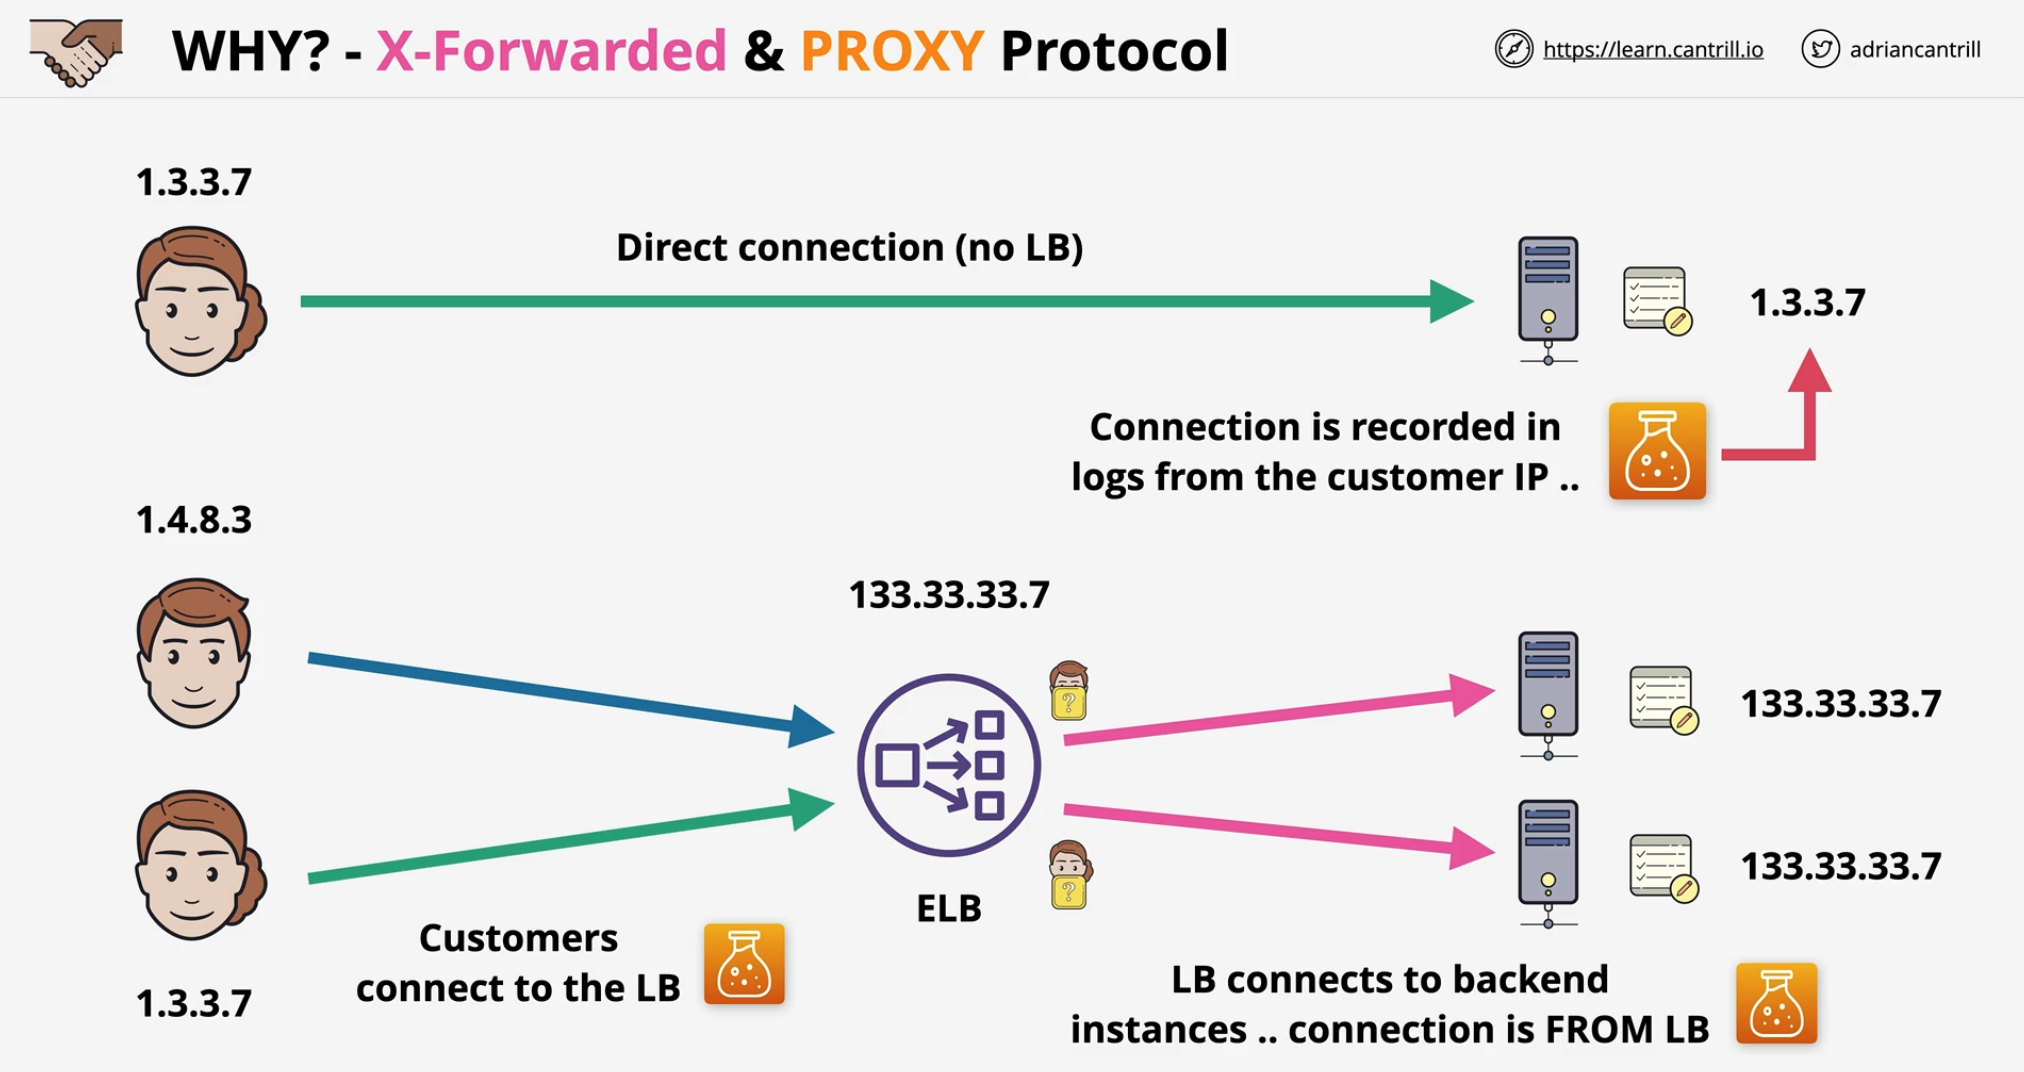 WHY? - X-Forwarded & PROXY Protocol
https://learn.cantrill.io
adriancantrill
1.3.3.7
Direct connection (no LB)
1.3.3.7
Connection is recorded in
logs from the customer IP ..
1.4.8.3
133.33.33.7
?
133.33.33.7
?
133.33.33.7
ELB
Customers
connect to the LB
1.3.3.7
LB connects to backend
instances .. connection is FROM LB